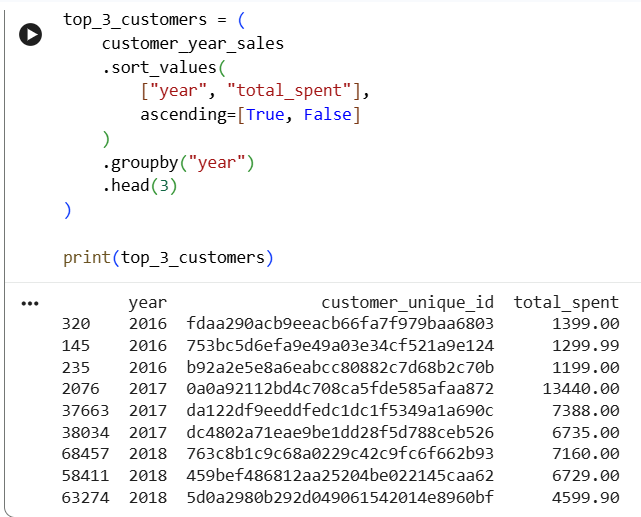 top_3_customers = (
    customer_year_sales
    .sort_values(
        ["year", "total_spent"],
        ascending=[True, False]
    )
    .groupby("year")
    .head(3)
)

print(top_3_customers)
       year                customer_unique_id  total_spent
320    2016  fdaa290acb9eeacb66fa7f979baa6803      1399.00
145    2016  753bc5d6efa9e49a03e34cf521a9e124      1299.99
235    2016  b92a2e5e8a6eabcc80882c7d68b2c70b      1199.00
2076   2017  0a0a92112bd4c708ca5fde585afaa872     13440.00
37663  2017  da122df9eeddfedc1dc1f5349a1a690c      7388.00
38034  2017  dc4802a71eae9be1dd28f5d788ceb526      6735.00
68457  2018  763c8b1c9c68a0229c42c9fc6f662b93      7160.00
58411  2018  459bef486812aa25204be022145caa62      6729.00
63274  2018  5d0a2980b292d049061542014e8960bf      4599.90